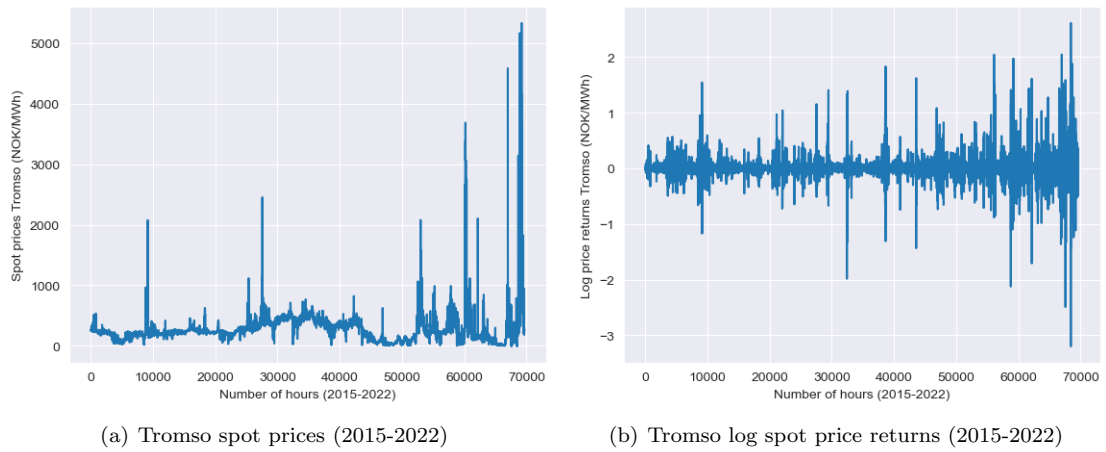 5000
4000
3000
2000
1000
0
Spot prices Tromso (NOK/MWh)
0 10000 20000 30000 40000 50000 60000 70000
Number of hours (2015-2022)
(a) Tromso spot prices (2015-2022)
2
1
0
−1
−2
−3
Log price returns Tromso (NOK/MWh)
0 10000 20000 30000 40000 50000 60000 70000
Number of hours (2015-2022)
(b) Tromso log spot price returns (2015-2022)